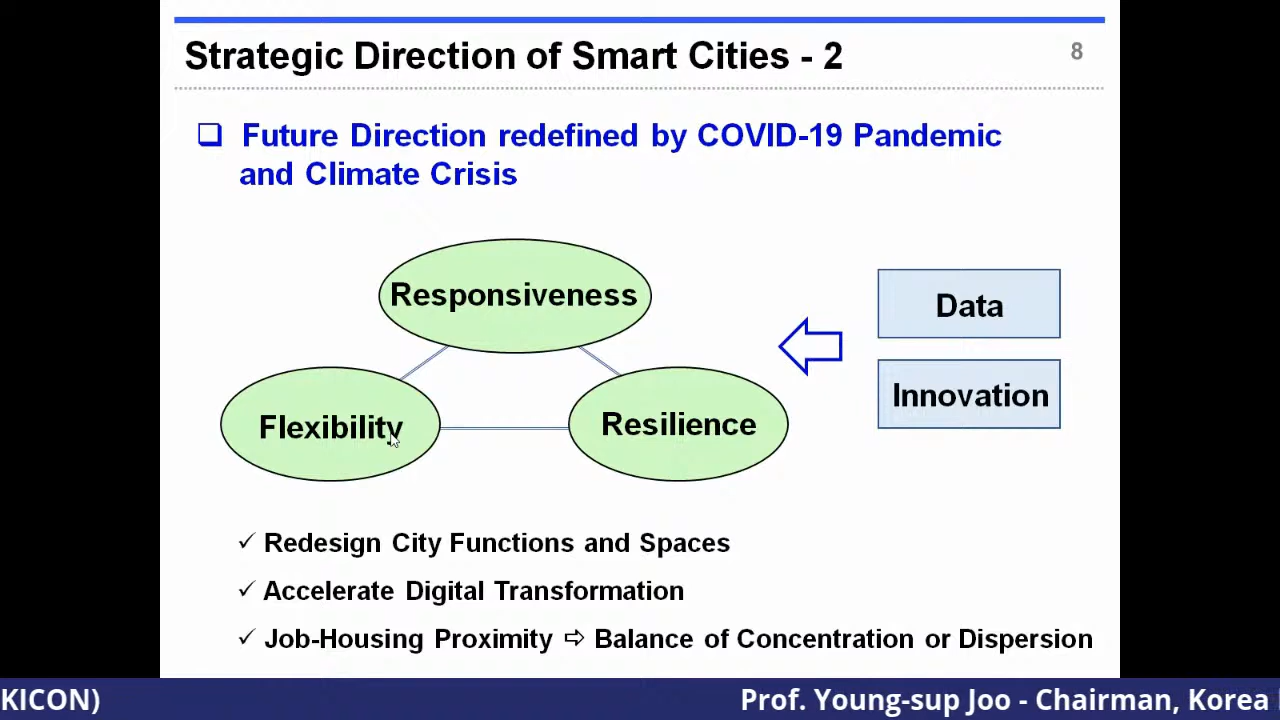 Strategic Direction of Smart Cities - 2
8
❑ Future Direction redefined by COVID-19 Pandemic
and Climate Crisis
Responsiveness
Flexibility
Resilience
Data
Innovation
✓ Redesign City Functions and Spaces
✓ Accelerate Digital Transformation
✓ Job-Housing Proximity ⇨ Balance of Concentration or Dispersion
KICON)
Prof. Young-sup Joo - Chairman, Korea